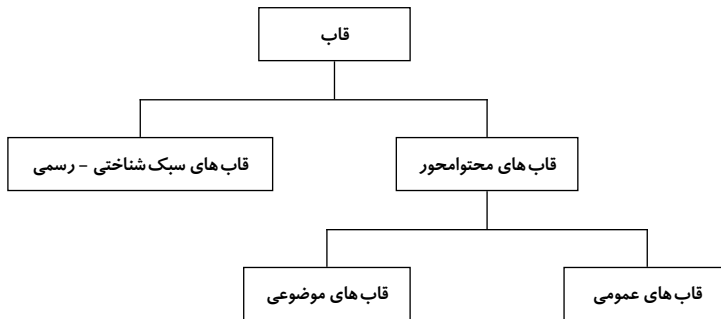 قاب
قاب های محتوامحور
قاب های سبک شناختی - رسمی
قاب های عمومی
قاب های موضوعی